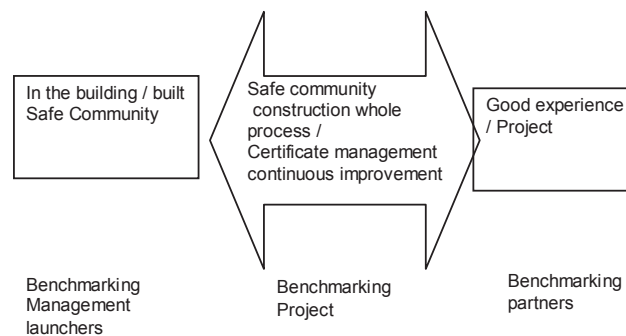 In the building / built
Safe Community
Safe community
construction whole
process /
Certificate management
continuous improvement
Good experience
/ Project
Benchmarking
Management
launchers
Benchmarking
Project
Benchmarking
partners